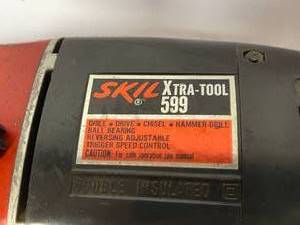 SKIL XTRA-TOOL
® 599
DRILL • DRIVE • CHISEL • HAMMER-DRILL
BALL BEARING
REVERSING ADJUSTABLE
TRIGGER SPEED CONTROL
CAUTION: For safe operation see manual
DOUBLE INSULATED